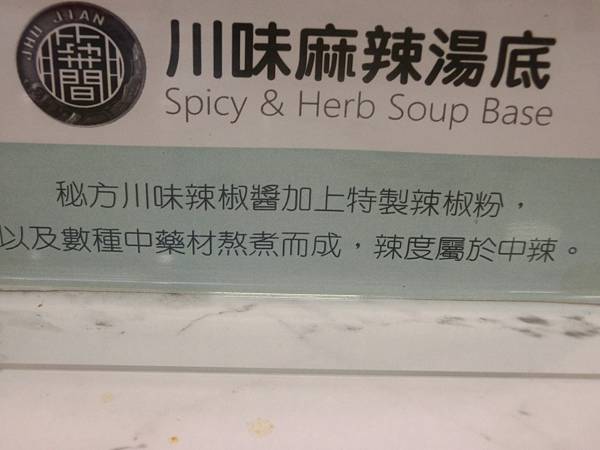 JHU JIAN
川味麻辣湯底
Spicy & Herb Soup Base
秘方川味辣椒醬加上特製辣椒粉，
以及數種中藥材熬煮而成，辣度屬於中辣。